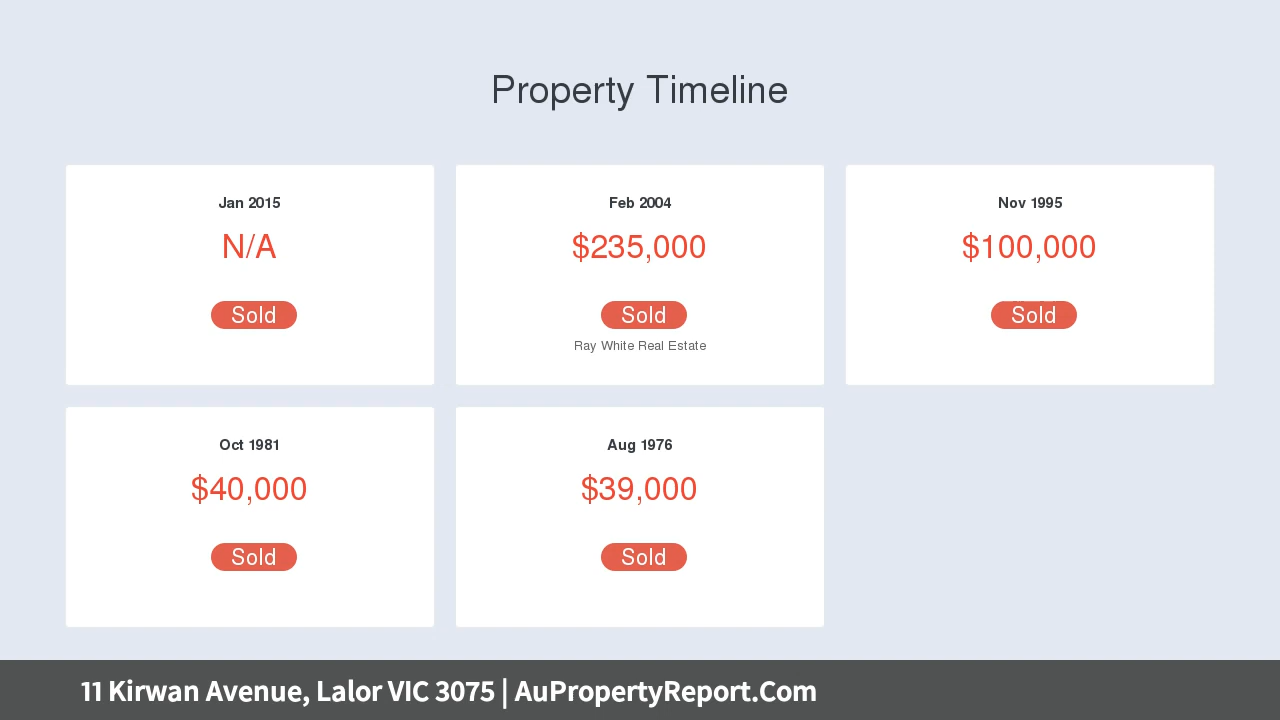 Property Timeline
Jan 2015
N/A
Sold
Feb 2004
$235,000
Sold
Ray White Real Estate
Nov 1995
$100,000
Sold
Oct 1981
$40,000
Sold
Aug 1976
$39,000
Sold
11 Kirwan Avenue, Lalor VIC 3075 | AuPropertyReport.Com